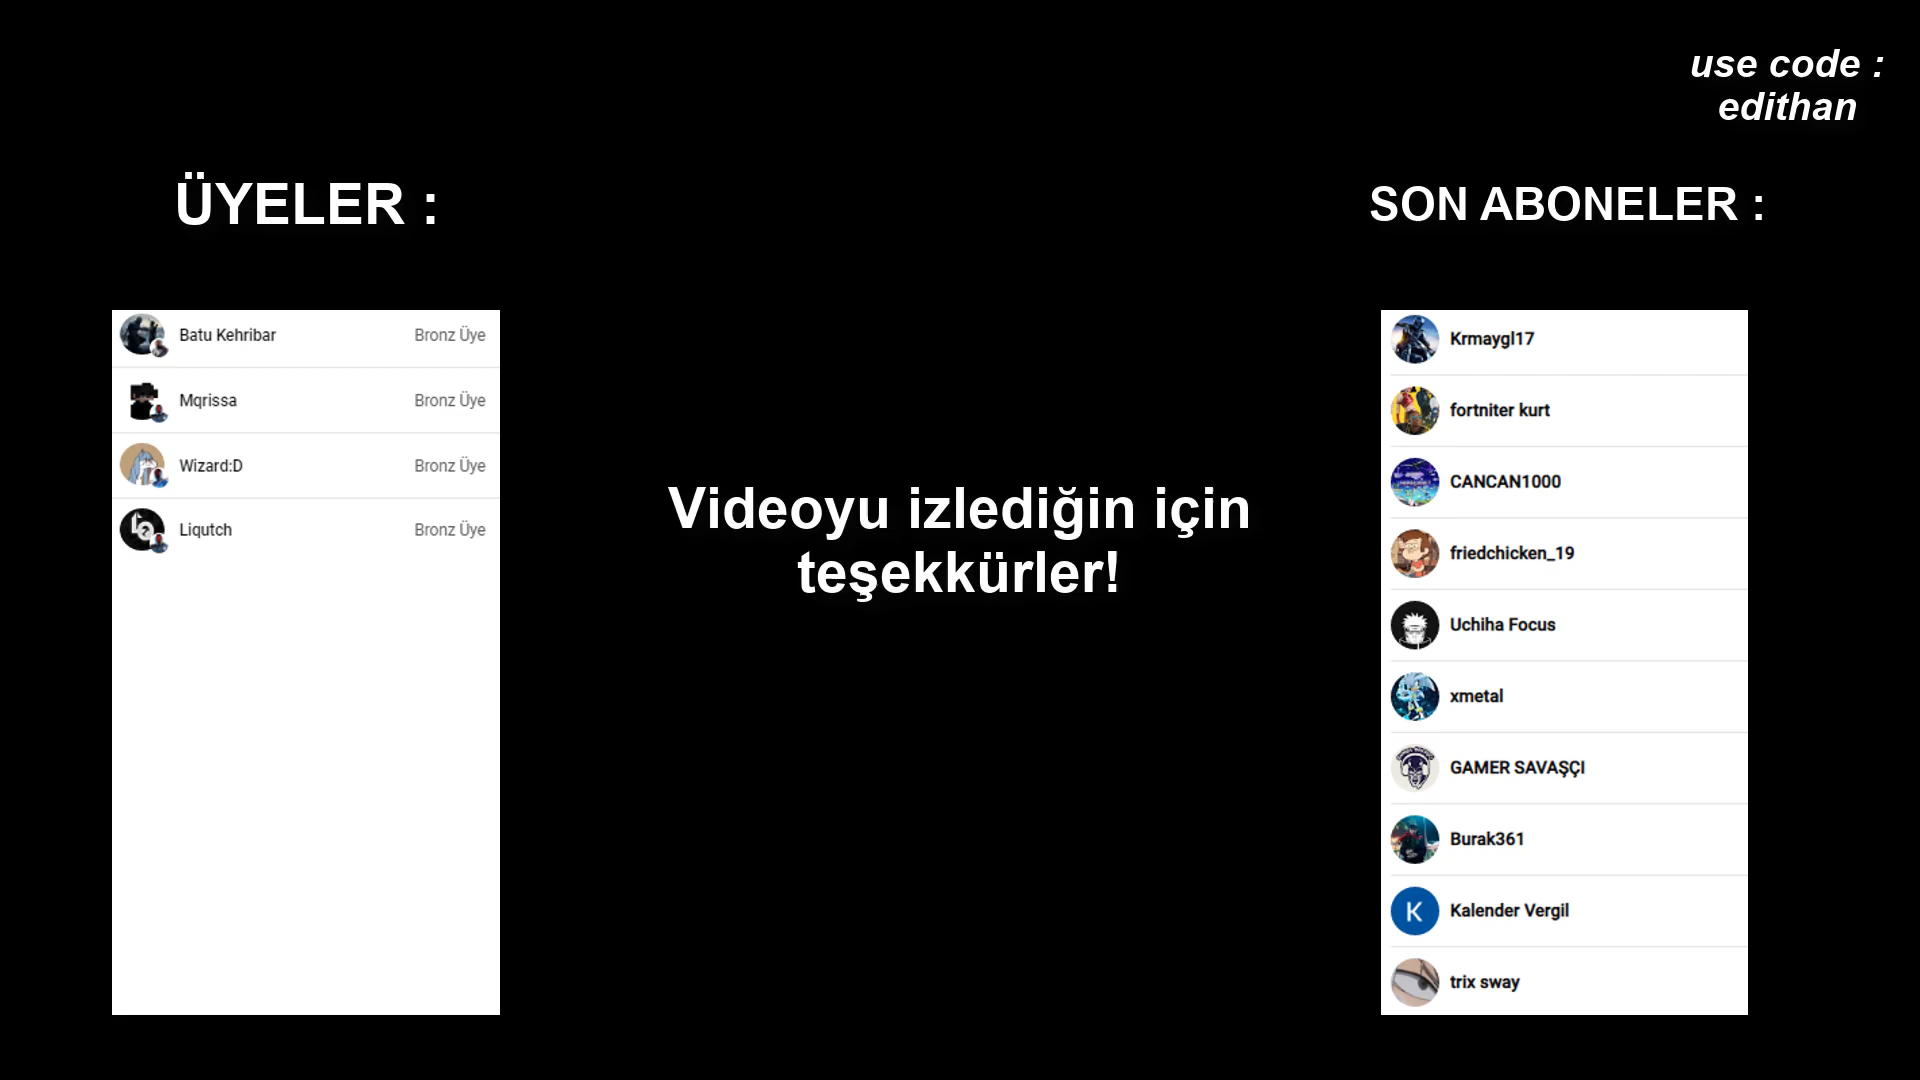 use code :
edithan
ÜYELER :
Batu Kehribar Bronz Üye
Mqrissa Bronz Üye
Wizard:D Bronz Üye
Liqutch Bronz Üye
Videoyu izlediğin için
teşekkürler!
SON ABONELER :
Krmaygl17
fortniter kurt
CANCAN1000
friedchicken_19
Uchiha Focus
xmetal
GAMER SAVAŞÇI
Burak361
K Kalender Vergil
trix sway